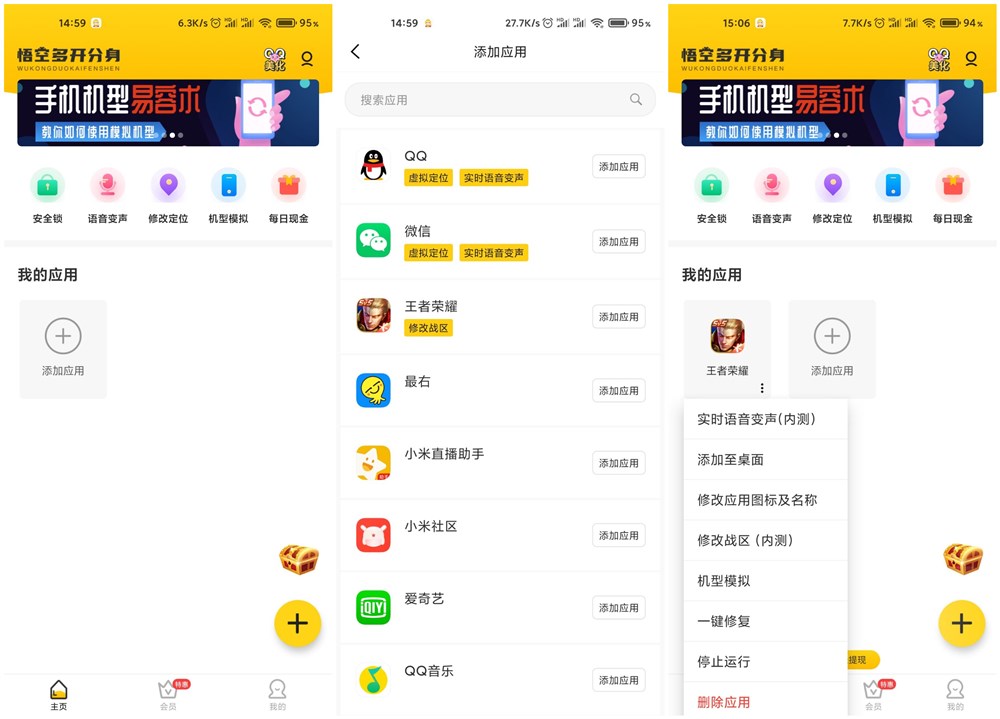 14:59
6.3K/s
95%
悟空多开分身
WUKONGDUOKAIFENSHEN
美化
手机机型易容术
教你如何使用模拟机型
安全锁
语音变声
修改定位
机型模拟
每日现金
我的应用
添加应用
主页
特惠
会员
我的
14:59
27.7K/s
95%
添加应用
搜索应用
QQ
虚拟定位
实时语音变声
添加应用
微信
虚拟定位
实时语音变声
添加应用
王者荣耀
修改战区
添加应用
最右
添加应用
小米直播助手
添加应用
小米社区
添加应用
QIY
爱奇艺
添加应用
QQ音乐
添加应用
15:06
7.7K/s
94%
悟空多开分身
WUKONGDUOKAIFENSHEN
美化
手机机型易容术
教你如何使用模拟机型
安全锁
语音变声
修改定位
机型模拟
每日现金
我的应用
王者荣耀
添加应用
实时语音变声(内测)
添加至桌面
修改应用图标及名称
修改战区 (内测)
机型模拟
一键修复
停止运行
删除应用
提现
特惠
会员
我的